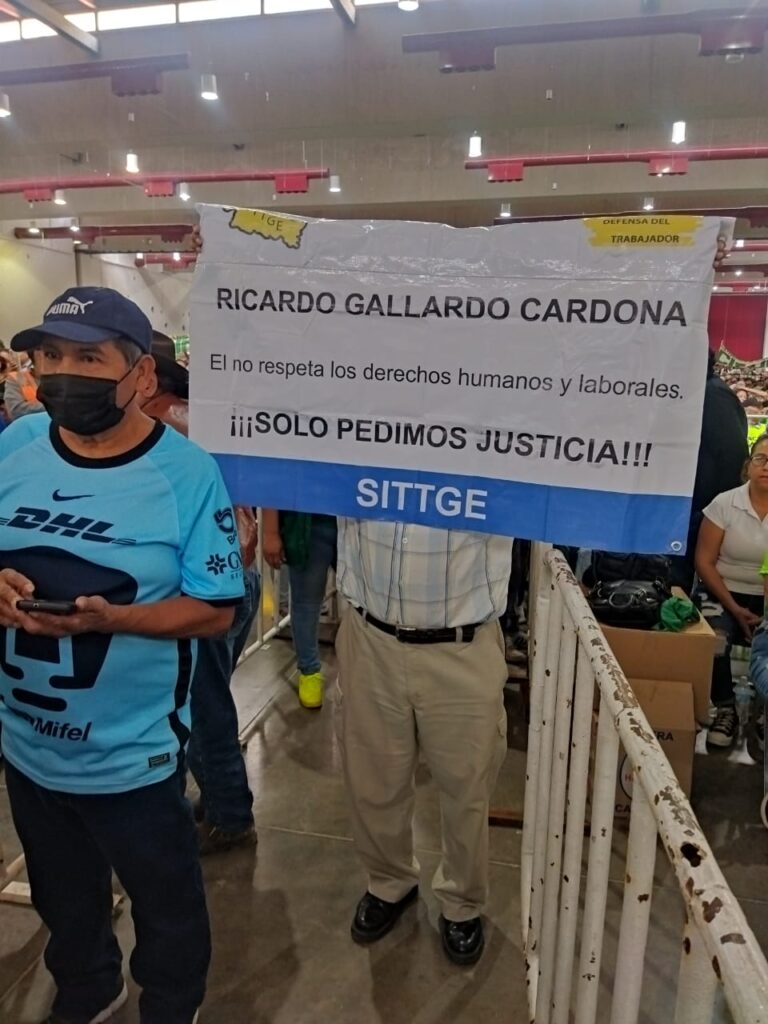 DEFENSA DEL
TRABAJADOR
RICARDO GALLARDO CARDONA
El no respeta los derechos humanos y laborales.
¡¡¡SOLO PEDIMOS JUSTICIA!!!
SITTGE
PUMA
DHL
Mifel